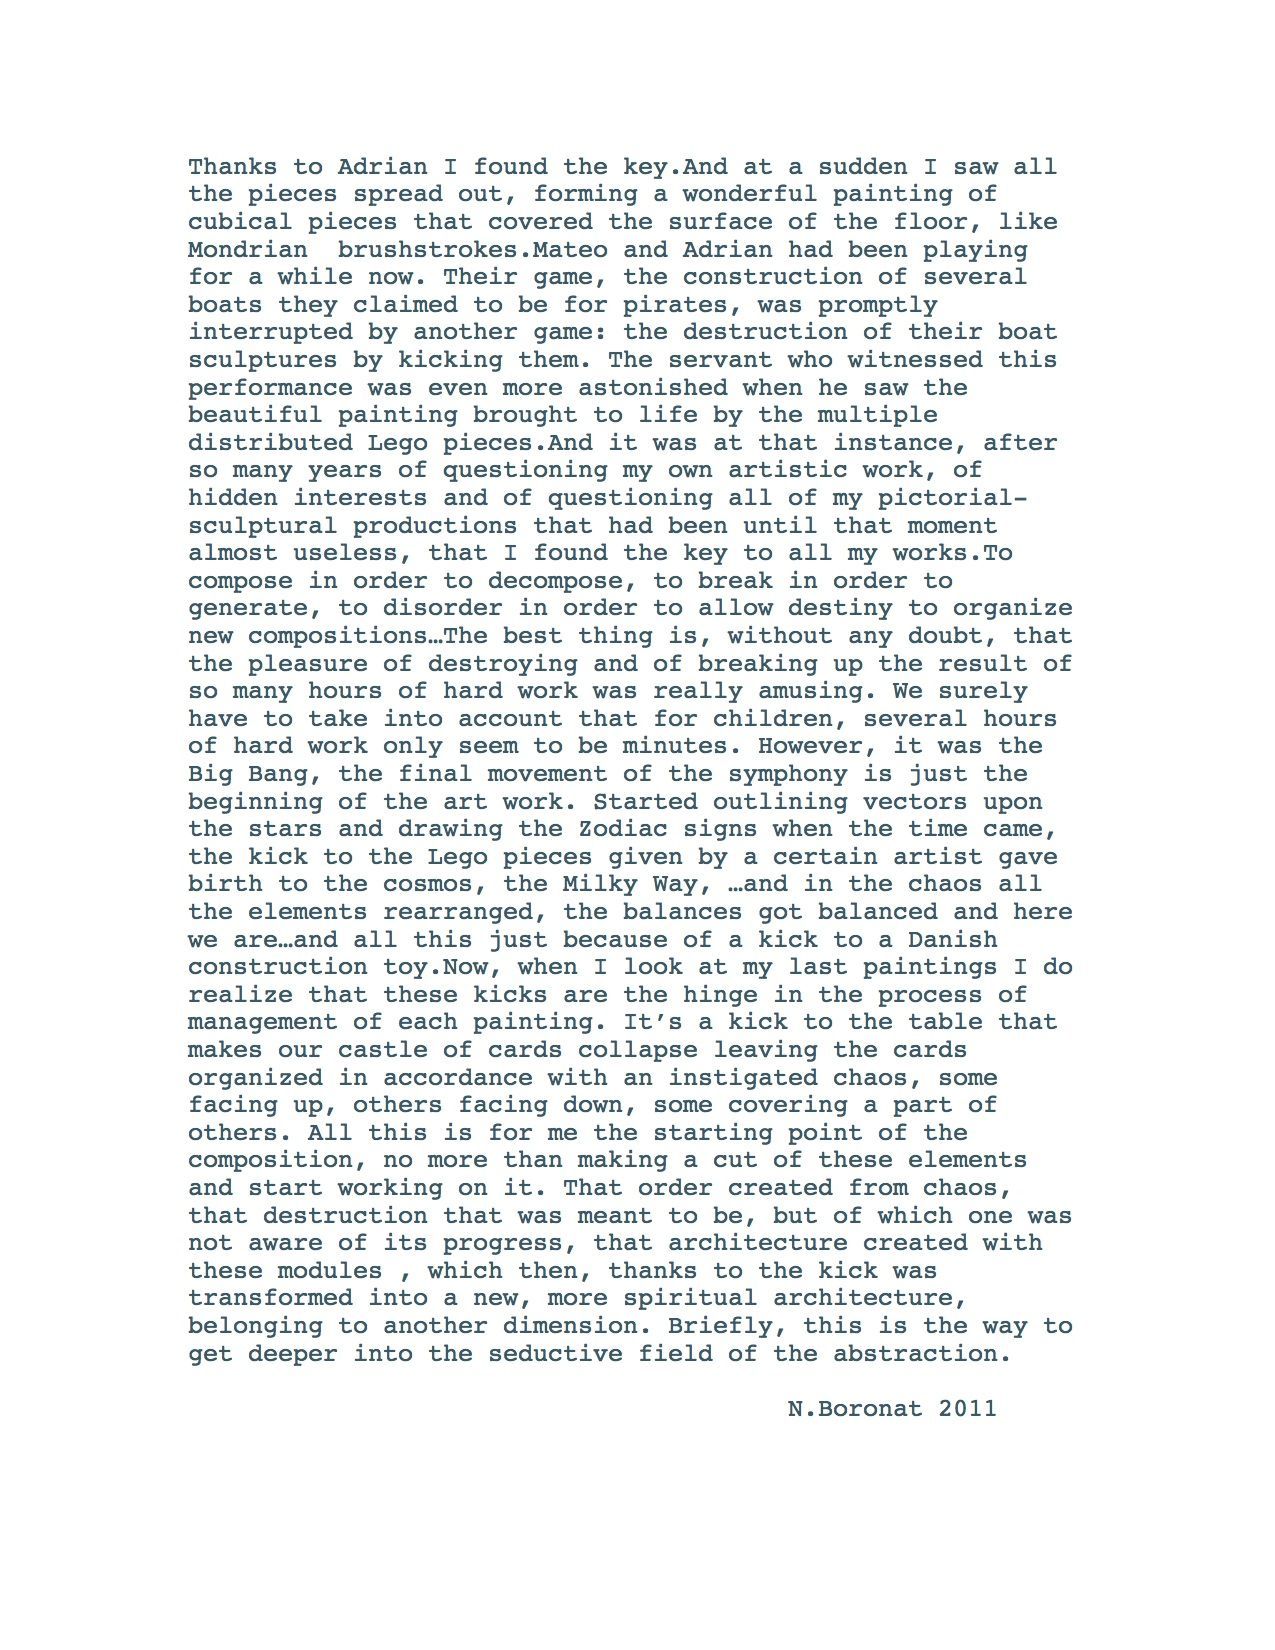 Thanks to Adrian I found the key.And at a sudden I saw all
the pieces spread out, forming a wonderful painting of
cubical pieces that covered the surface of the floor, like
Mondrian  brushstrokes.Mateo and Adrian had been playing
for a while now. Their game, the construction of several
boats they claimed to be for pirates, was promptly
interrupted by another game: the destruction of their boat
sculptures by kicking them. The servant who witnessed this
performance was even more astonished when he saw the
beautiful painting brought to life by the multiple
distributed Lego pieces.And it was at that instance, after
so many years of questioning my own artistic work, of
hidden interests and of questioning all of my pictorial-
sculptural productions that had been until that moment
almost useless, that I found the key to all my works.To
compose in order to decompose, to break in order to
generate, to disorder in order to allow destiny to organize
new compositions…The best thing is, without any doubt, that
the pleasure of destroying and of breaking up the result of
so many hours of hard work was really amusing. We surely
have to take into account that for children, several hours
of hard work only seem to be minutes. However, it was the
Big Bang, the final movement of the symphony is just the
beginning of the art work. Started outlining vectors upon
the stars and drawing the Zodiac signs when the time came,
the kick to the Lego pieces given by a certain artist gave
birth to the cosmos, the Milky Way, …and in the chaos all
the elements rearranged, the balances got balanced and here
we are…and all this just because of a kick to a Danish
construction toy.Now, when I look at my last paintings I do
realize that these kicks are the hinge in the process of
management of each painting. It’s a kick to the table that
makes our castle of cards collapse leaving the cards
organized in accordance with an instigated chaos, some
facing up, others facing down, some covering a part of
others. All this is for me the starting point of the
composition, no more than making a cut of these elements
and start working on it. That order created from chaos,
that destruction that was meant to be, but of which one was
not aware of its progress, that architecture created with
these modules , which then, thanks to the kick was
transformed into a new, more spiritual architecture,
belonging to another dimension. Briefly, this is the way to
get deeper into the seductive field of the abstraction.
N.Boronat 2011